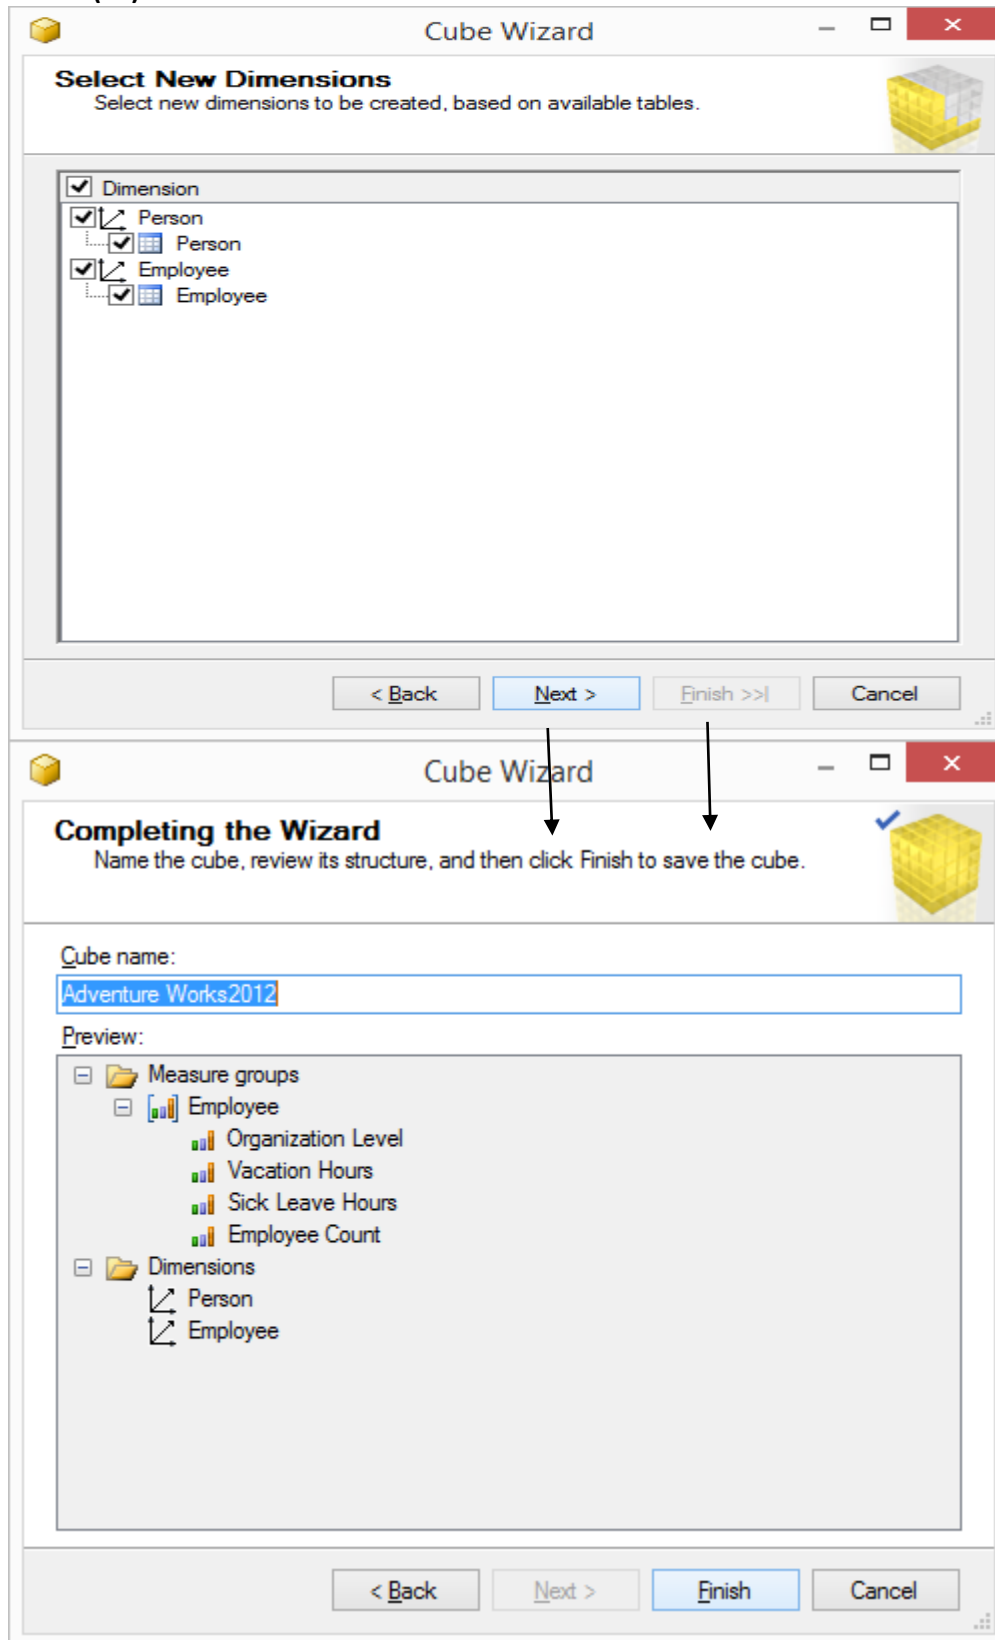 Cube Wizard
Select New Dimensions
Select new dimensions to be created, based on available tables.
Dimension
Person
Person
Employee
Employee
< Back Next > Finish >>| Cancel
Cube Wizard
Completing the Wizard
Name the cube, review its structure, and then click Finish to save the cube.
Cube name:
Adventure Works2012
Preview:
Measure groups
Employee
Organization Level
Vacation Hours
Sick Leave Hours
Employee Count
Dimensions
Person
Employee
< Back Next > Finish Cancel